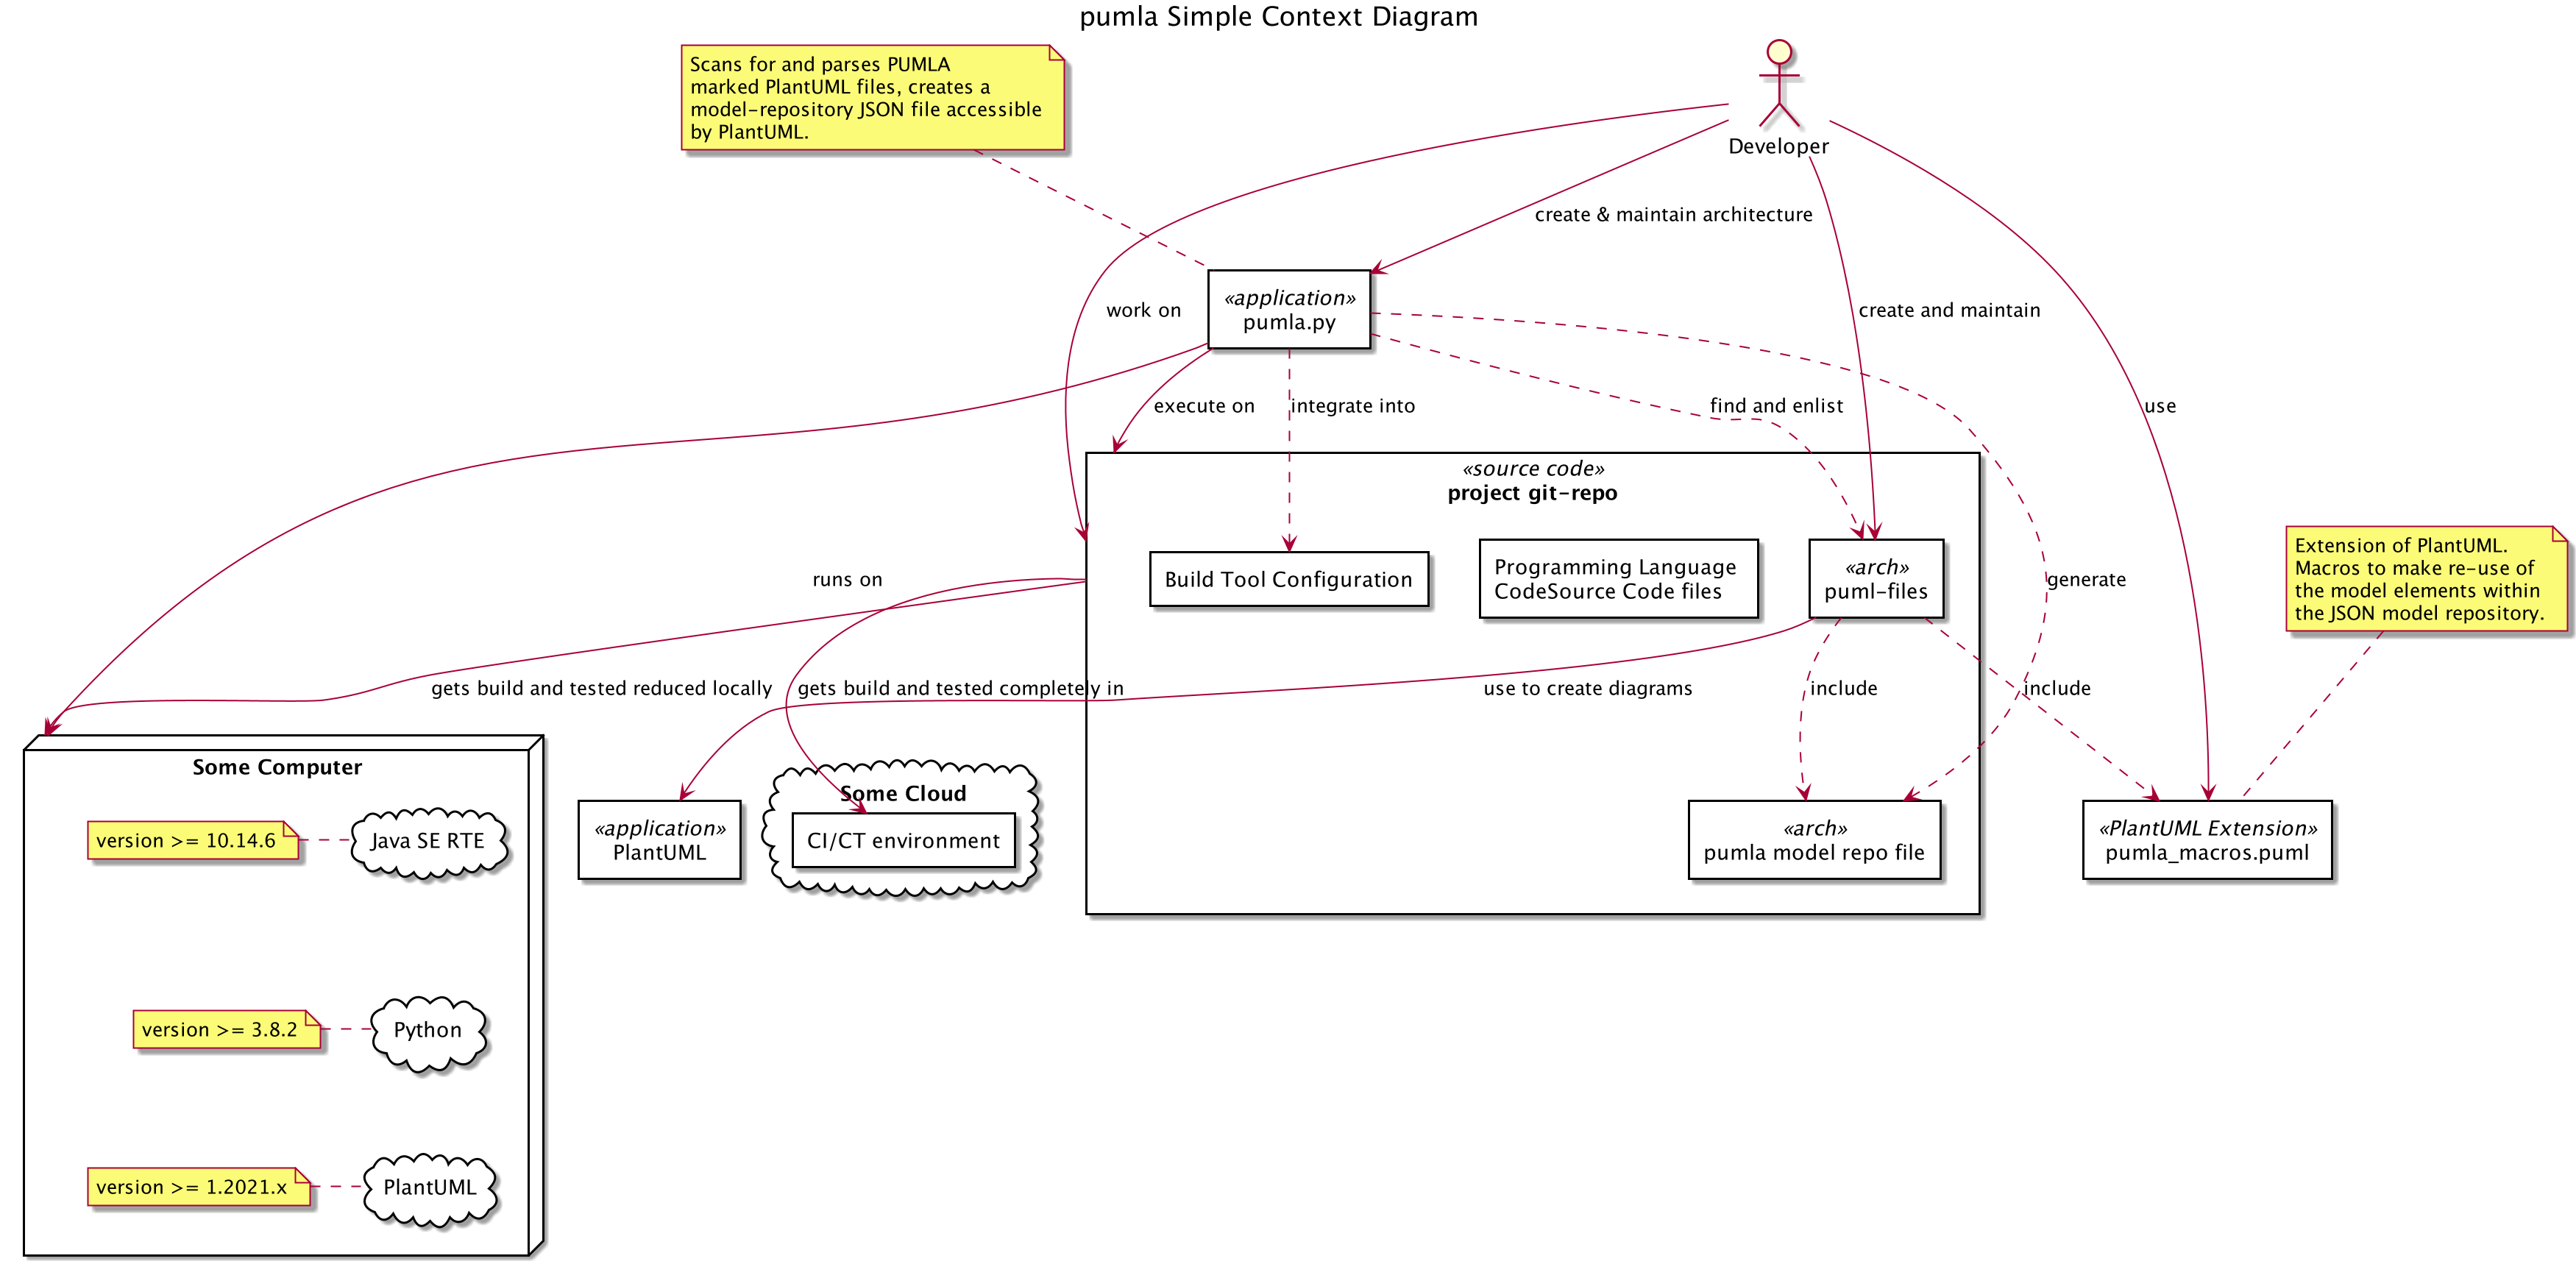 pumla Simple Context Diagram
Scans for and parses PUMLA
marked PlantUML files, creates a
model-repository JSON file accessible
by PlantUML.
Developer
create & maintain architecture
«application»
pumla.py
work on
create and maintain
execute on
integrate into
find and enlist
use
«source code»
project git-repo
Extension of PlantUML.
Macros to make re-use of
the model elements within
the JSON model repository.
runs on
Build Tool Configuration
Programming Language
CodeSource Code files
«arch»
puml-files
generate
gets build and tested reduced locally
gets build and tested completely in
use to create diagrams
include
include
Some Computer
Some Cloud
version >= 10.14.6
Java SE RTE
«application»
PlantUML
CI/CT environment
«arch»
pumla model repo file
«PlantUML Extension»
pumla_macros.puml
version >= 3.8.2
Python
version >= 1.2021.x
PlantUML